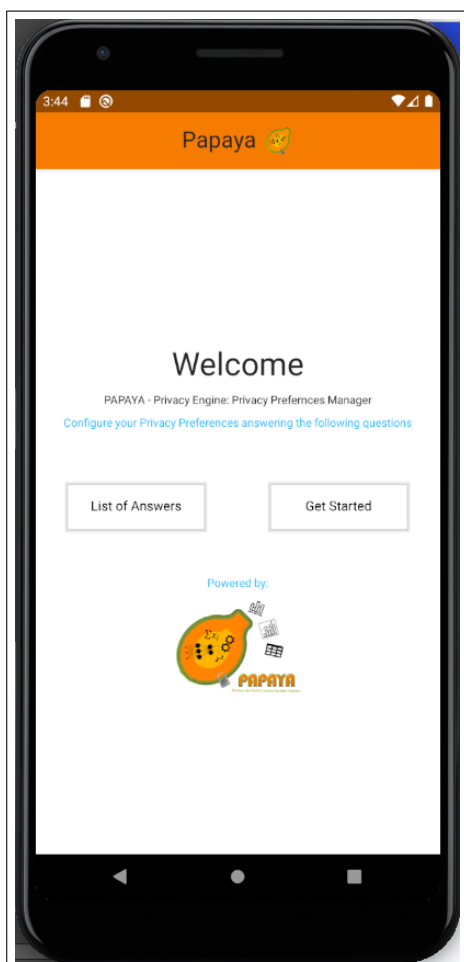 3:44
Papaya
Welcome
PAPAYA - Privacy Engine: Privacy Prefernces Manager
Configure your Privacy Preferences answering the following questions
List of Answers
Get Started
Powered by:
PAPAYA